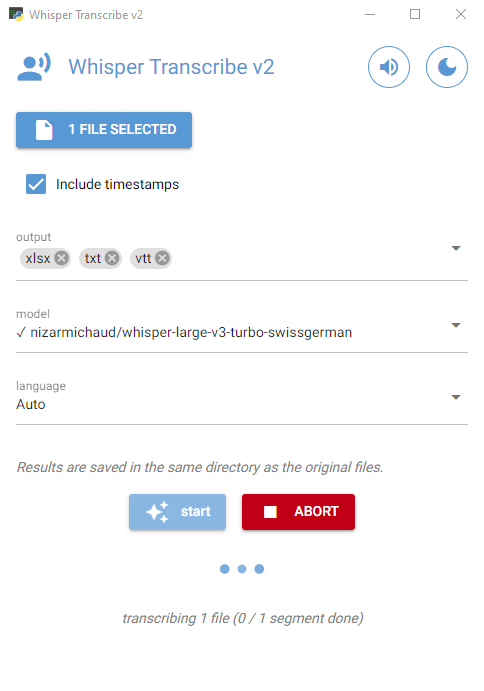 Whisper Transcribe v2
Whisper Transcribe v2
1 FILE SELECTED
Include timestamps
output
xlsx txt vtt
model
✓ nizarmichaud/whisper-large-v3-turbo-swissgerman
language
Auto
Results are saved in the same directory as the original files.
start ABORT
transcribing 1 file (0 / 1 segment done)